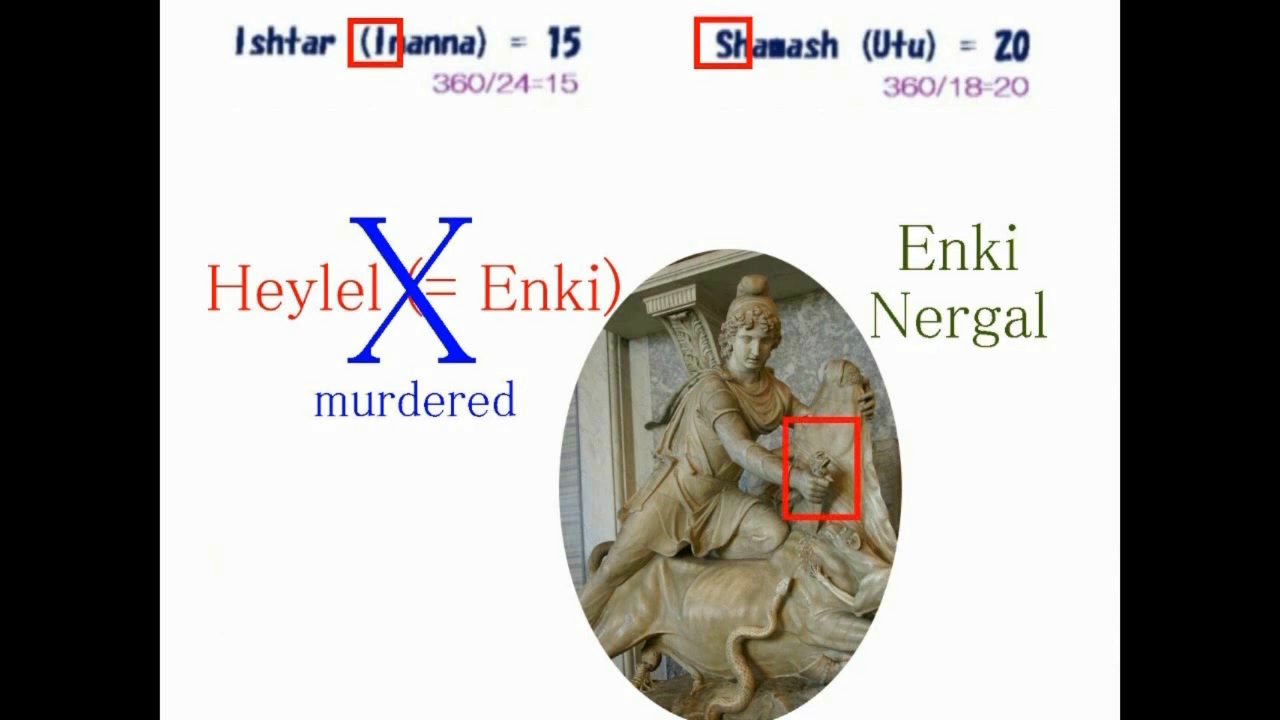 Ishtar (Inanna) = 15
360/24=15
Shamash (Utu) = 20
360/18=20
Heylel (= Enki)
X
murdered
Enki
Nergal